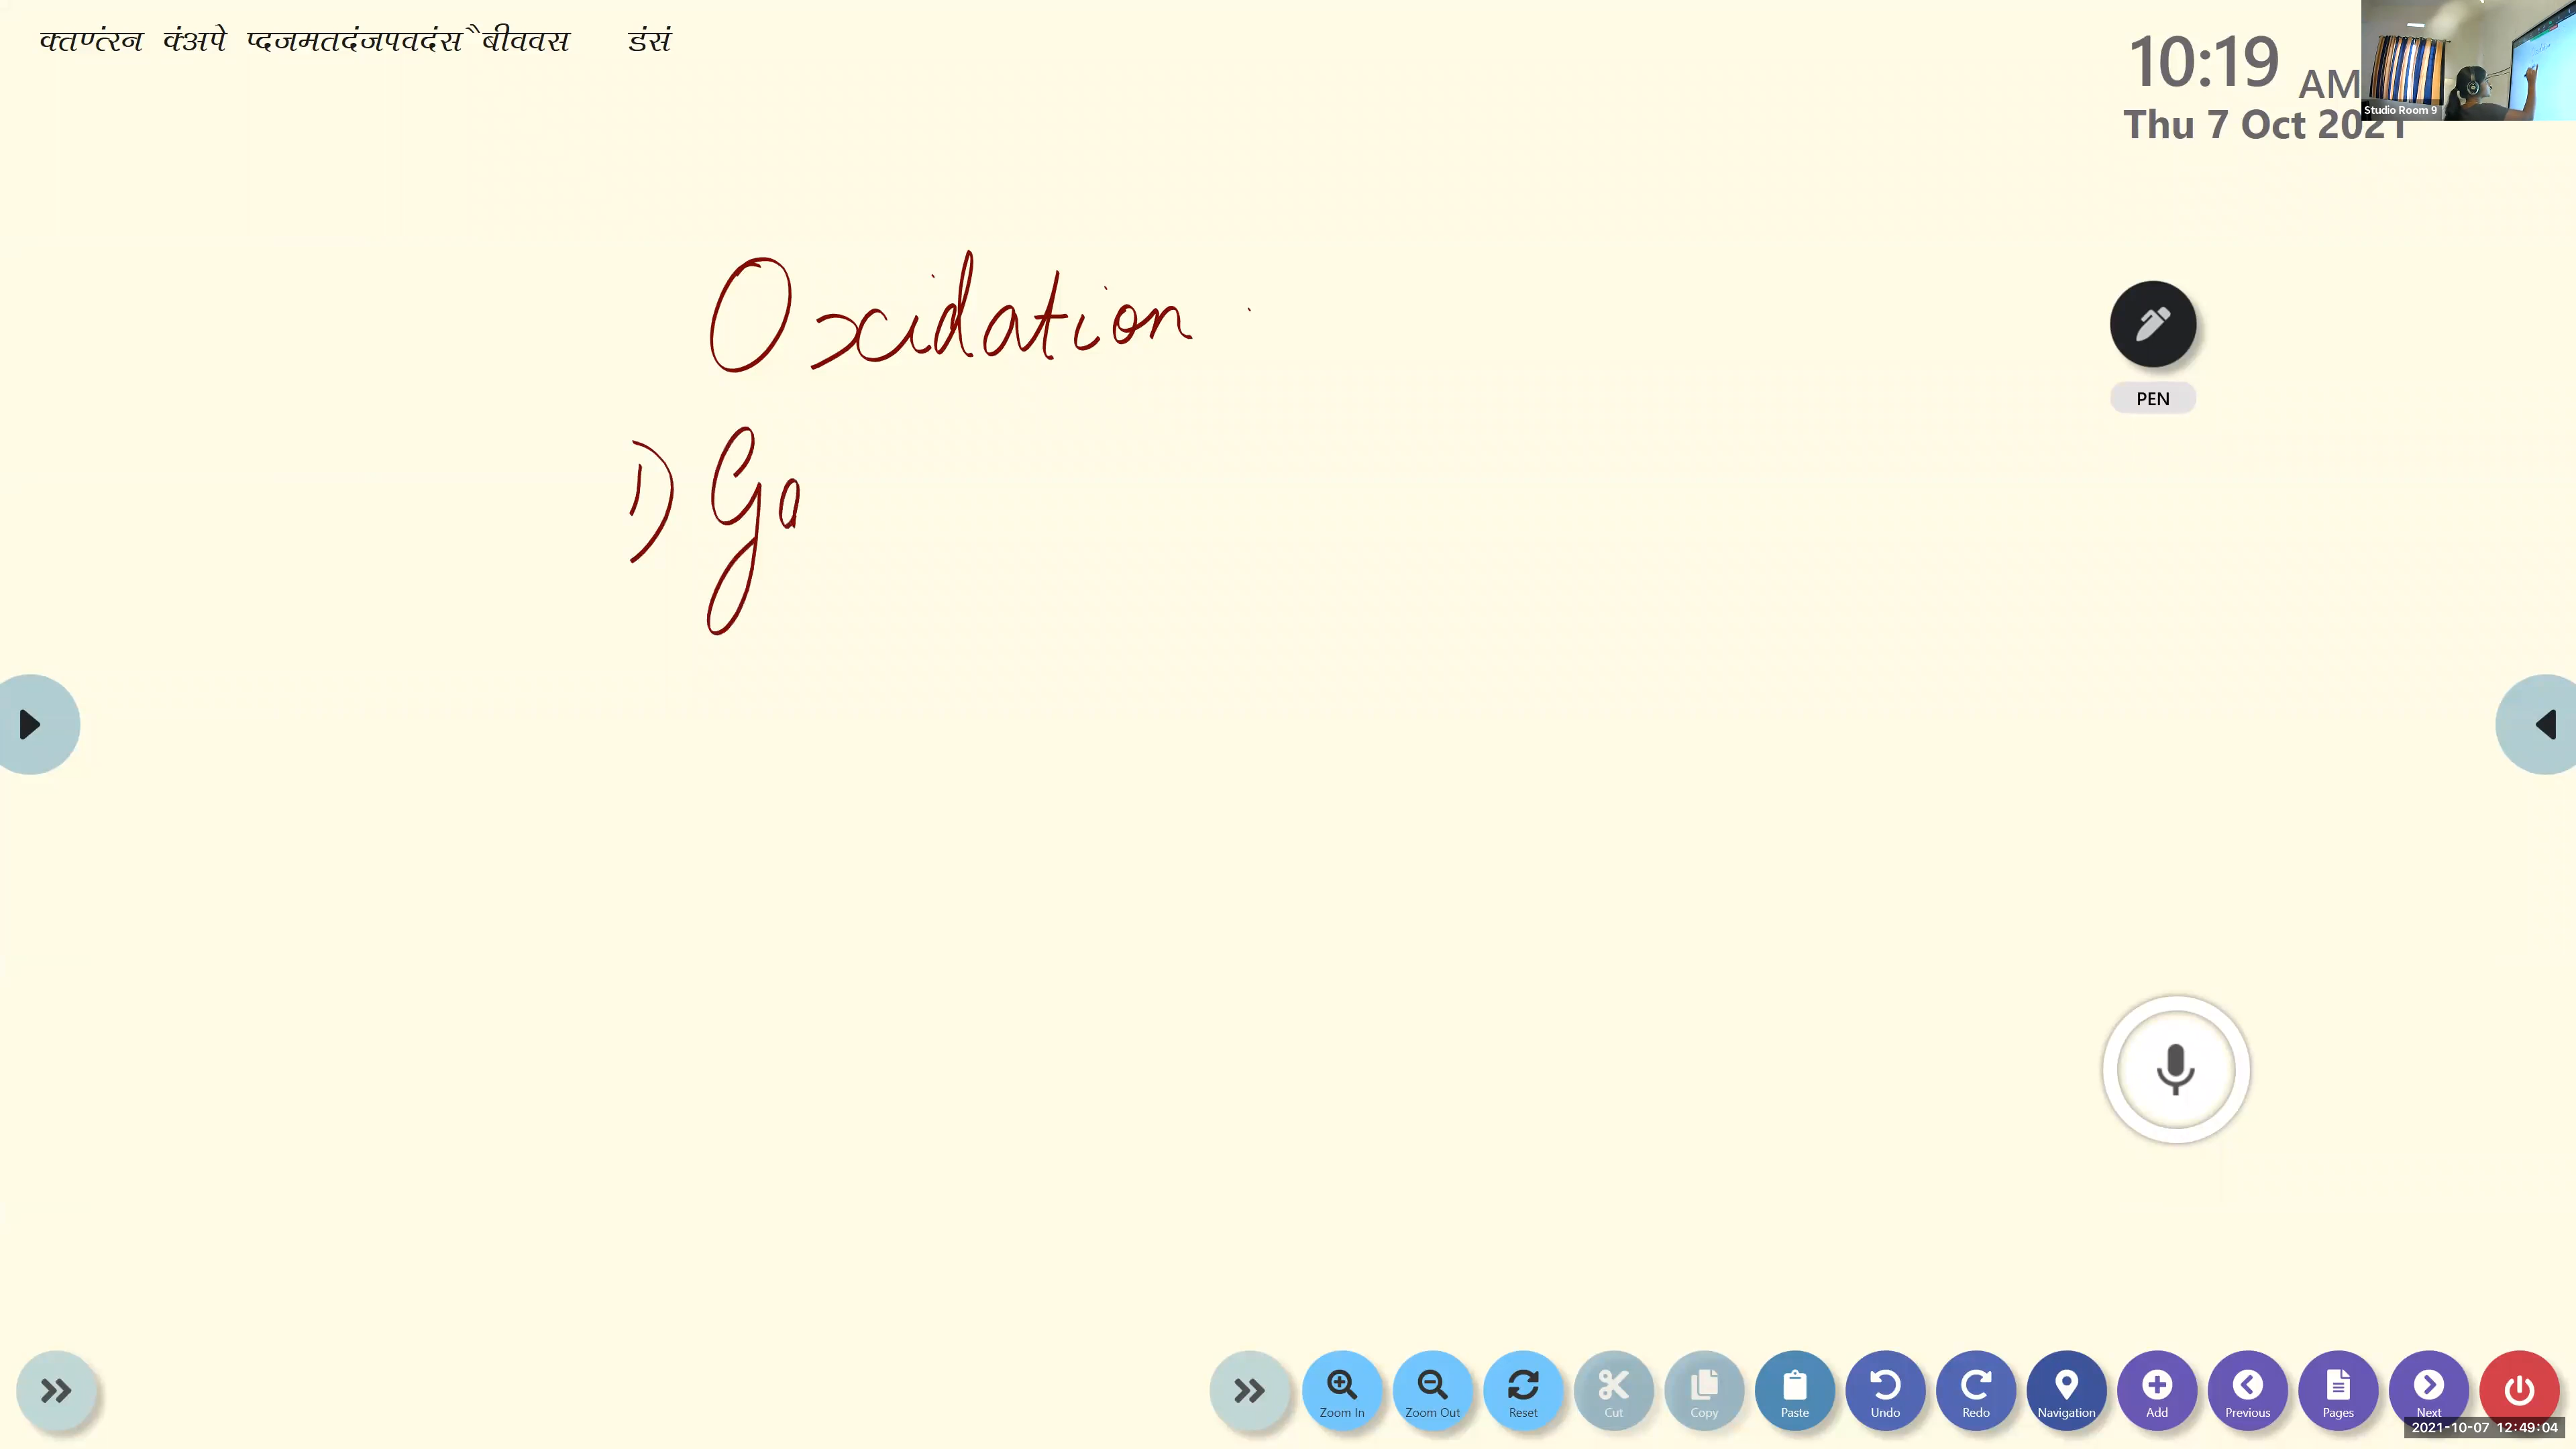 क्तण्तंरन क्ंअपे प्दजमतदंजपवदंस ैबीववस डंसं
10:19 AM
Thu 7 Oct 2021
Studio Room 9
Oxidation
1) Ga
PEN
Zoom In Zoom Out Reset Cut Copy Paste Undo Redo Navigation Add Previous Pages Next
2021-10-07 12:49:04